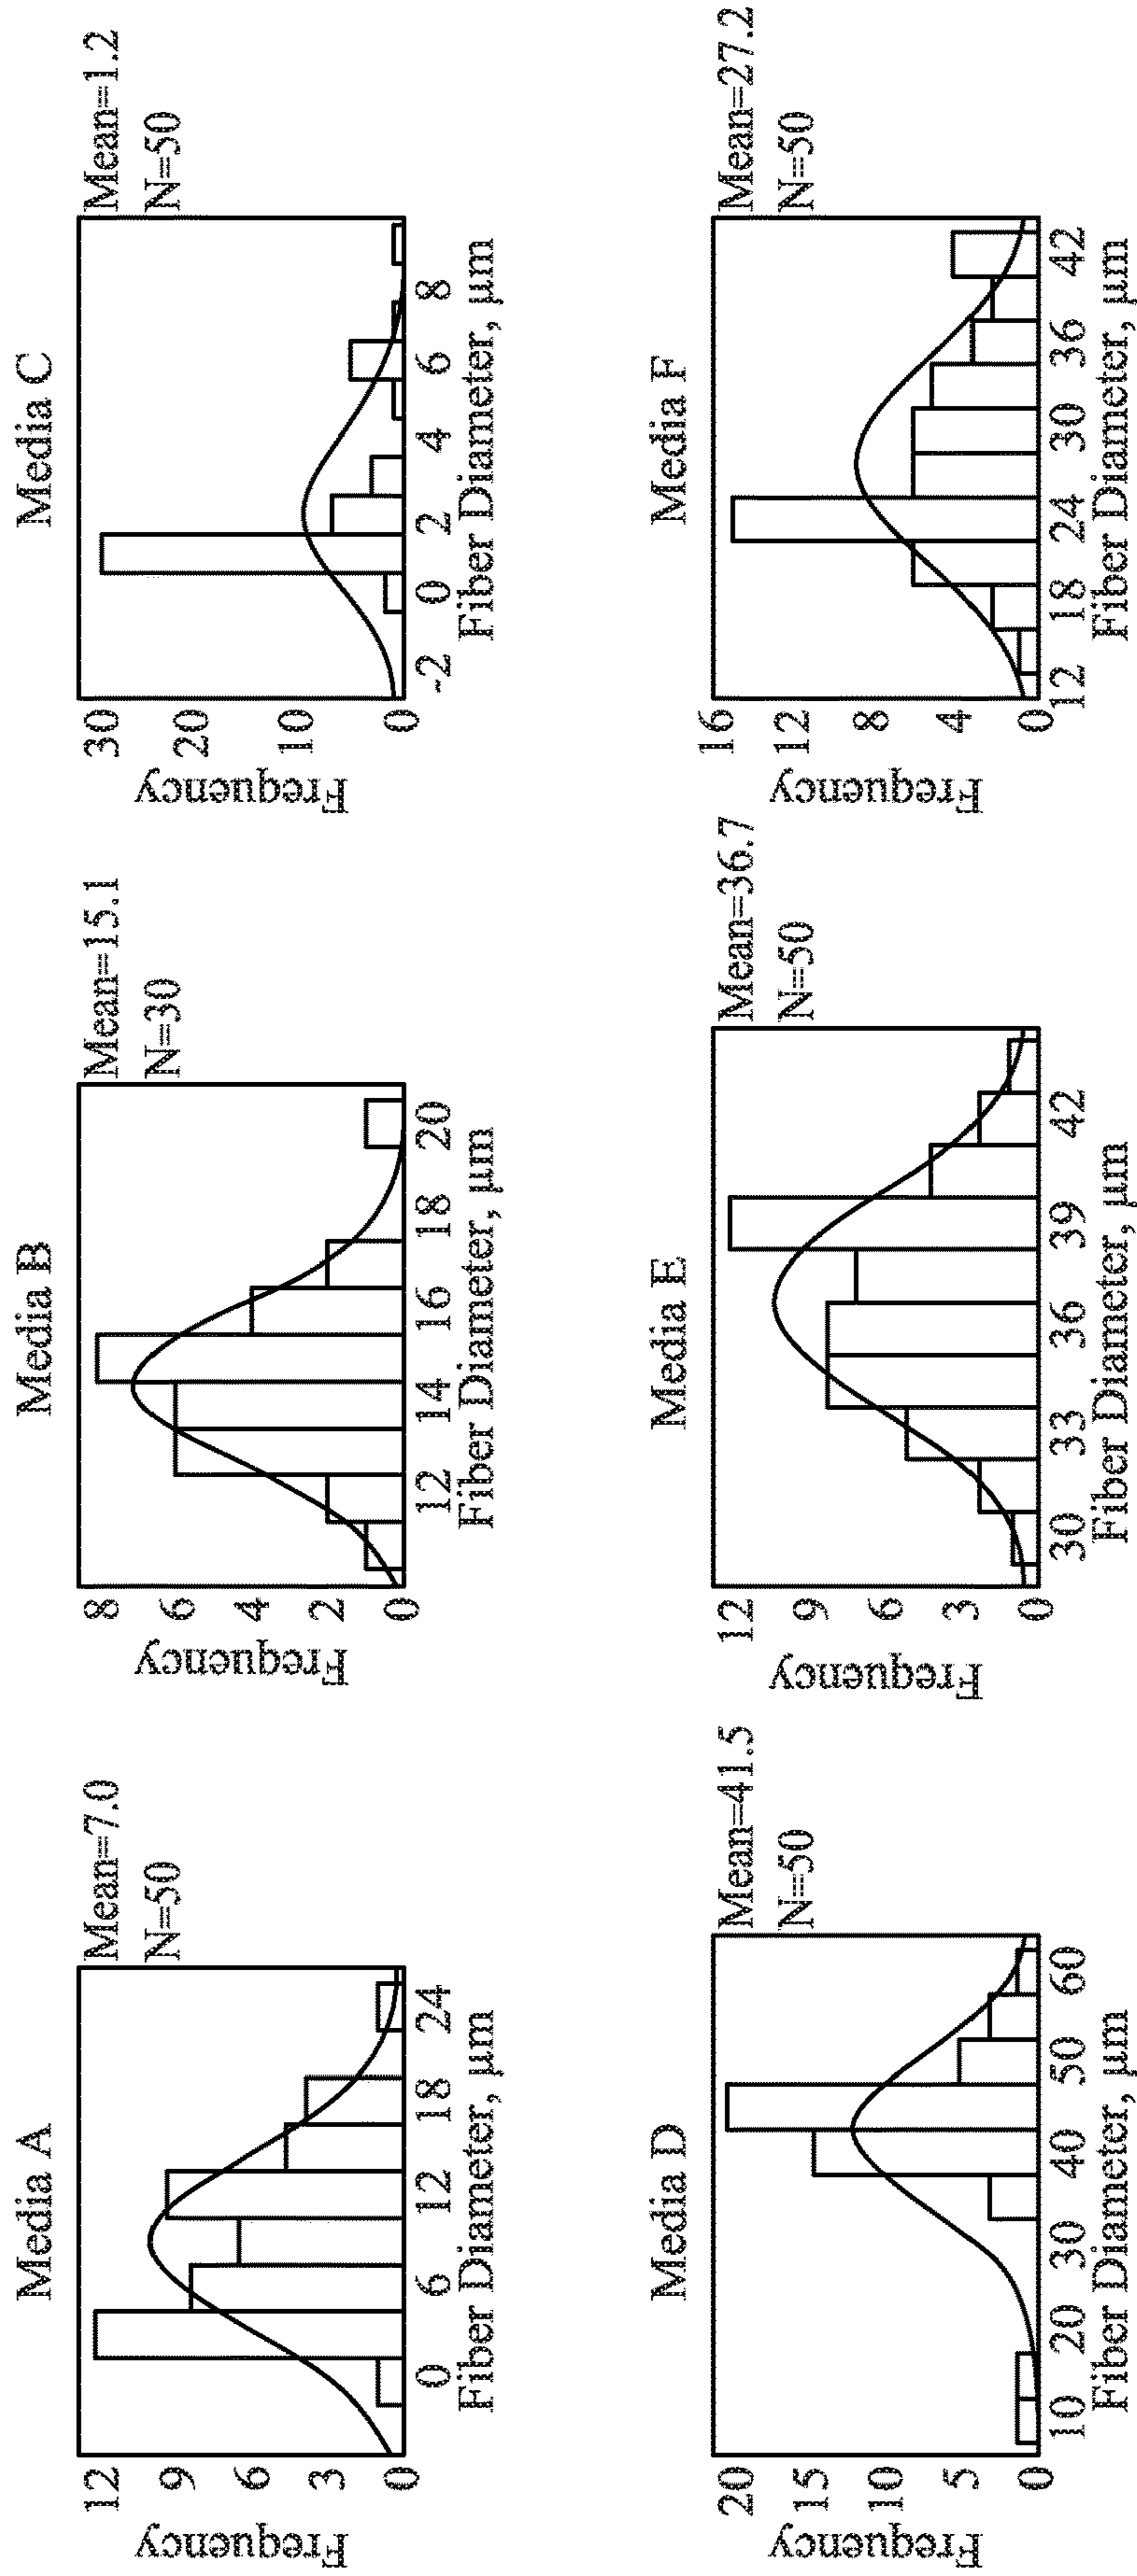 Media A
Mean=7.0
N=50
Frequency
12
9
6
3
0
0 6 12 18 24
Fiber Diameter, μm
Media B
Mean=15.1
N=30
Frequency
8
6
4
2
0
12 14 16 18 20
Fiber Diameter, μm
Media C
Mean=1.2
N=50
Frequency
30
20
10
0
-2 0 2 4 6 8
Fiber Diameter, μm
Media D
Mean=41.5
N=50
Frequency
20
15
10
5
0
10 20 30 40 50 60
Fiber Diameter, μm
Media E
Mean=36.7
N=50
Frequency
12
9
6
3
0
30 33 36 39 42
Fiber Diameter, μm
Media F
Mean=27.2
N=50
Frequency
16
12
8
4
0
12 18 24 30 36 42
Fiber Diameter, μm